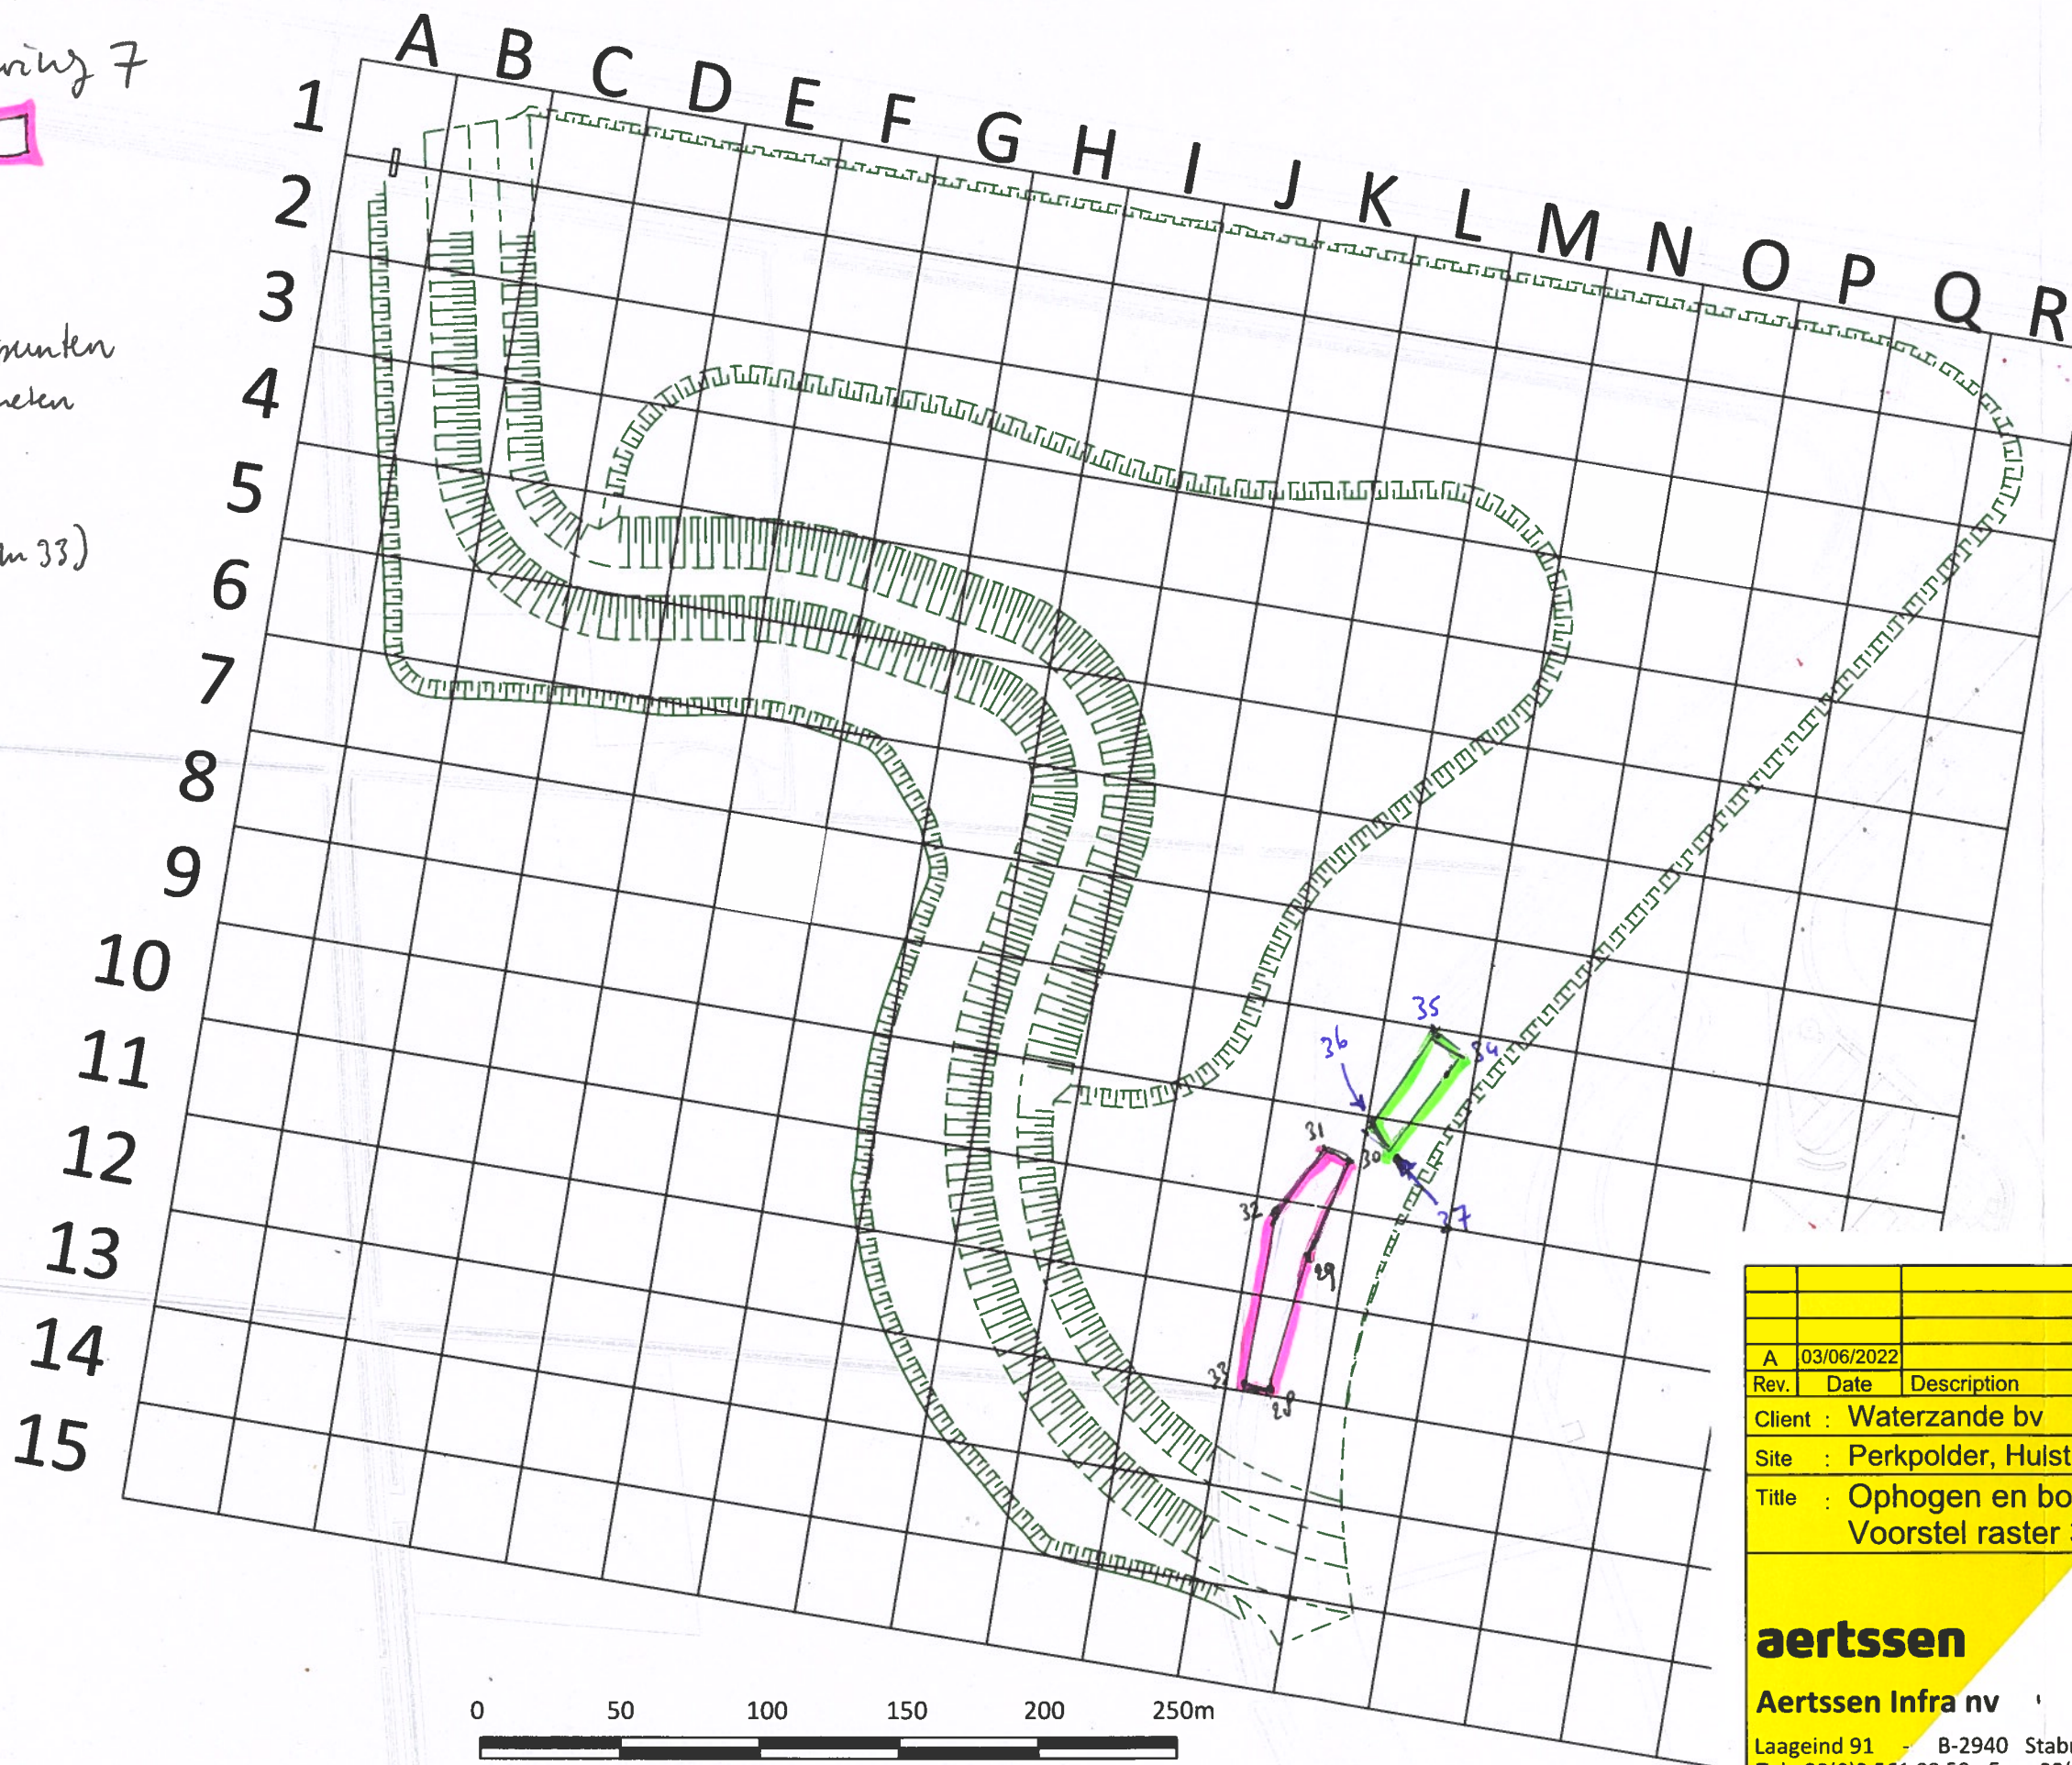 7
A B C D E F G H I J K L M N O P Q R
1
2
3
4
5
6
7
8
9
10
11
12
13
14
15
33)
35
34
36
37
31
30
32
29
33
28
0 50 100 150 200 250m
A 03/06/2022
Rev. Date Description
Client : Waterzande bv
Site : Perkpolder, Hulst
Title : Ophogen en bo
Voorstel raster
aertssen
Aertssen Infra nv
Laageind 91 - B-2940 Stab